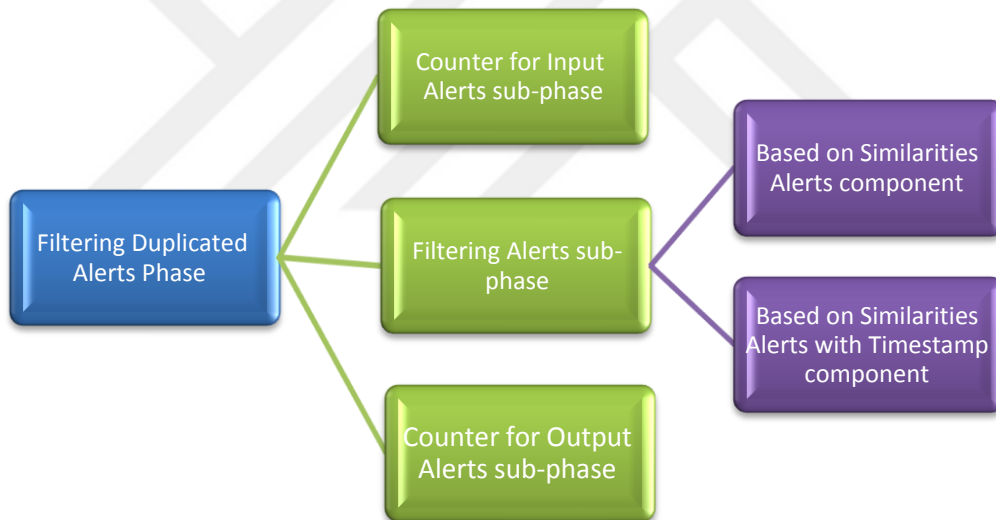 Counter for Input
Alerts sub-phase
Based on Similarities
Alerts component
Filtering Duplicated
Alerts Phase
Filtering Alerts sub-
phase
Based on Similarities
Alerts with Timestamp
component
Counter for Output
Alerts sub-phase